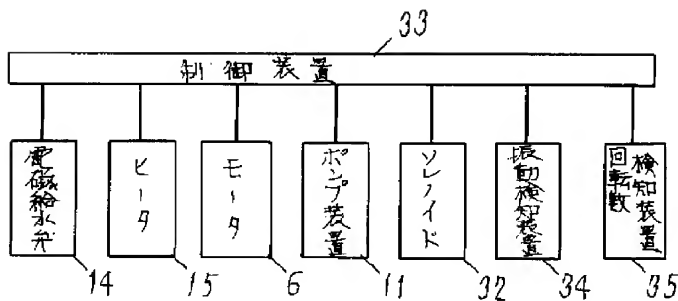 33
制御装置
電磁給水弁
ヒータ
モータ
ポンプ装置
ソレノイド
振動検知装置
回転数
検知装置
14
15
6
11
32
34
35